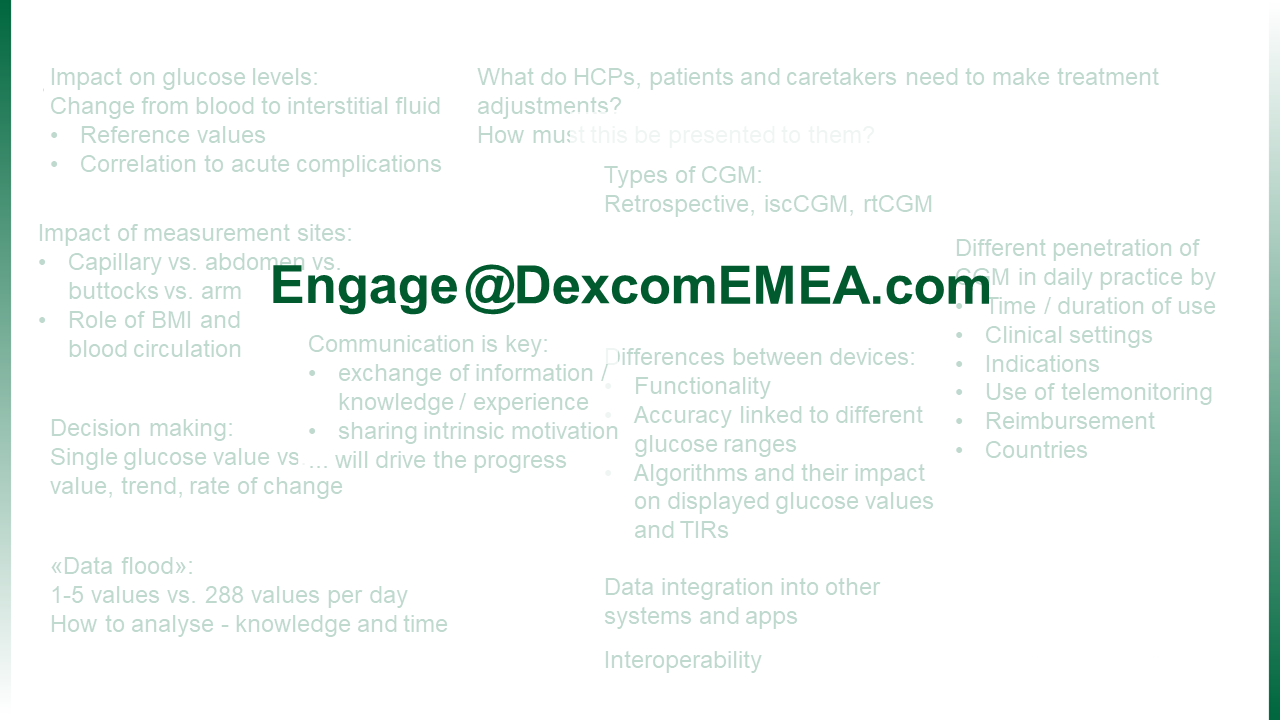 Impact on glucose levels:
Change from blood to interstitial fluid
• Reference values
• Correlation to acute complications
What do HCPs, patients and caretakers need to make treatment
adjustments?
How must this be presented to them?
Types of CGM:
Retrospective, iscCGM, rtCGM
Impact of measurement sites:
• Capillary vs. abdomen vs.
buttocks vs. arm
• Role of BMI and
blood circulation
Engage@DexcomEMEA.com
Different penetration of
CGM in daily practice by
• Time / duration of use
• Clinical settings
• Indications
• Use of telemonitoring
• Reimbursement
• Countries
Communication is key:
• exchange of information /
knowledge / experience
• sharing intrinsic motivation
... will drive the progress
Differences between devices:
• Functionality
• Accuracy linked to different
glucose ranges
• Algorithms and their impact
on displayed glucose values
and TIRs
Decision making:
Single glucose value vs
value, trend, rate of change
«Data flood»:
1-5 values vs. 288 values per day
How to analyse - knowledge and time
Data integration into other
systems and apps
Interoperability